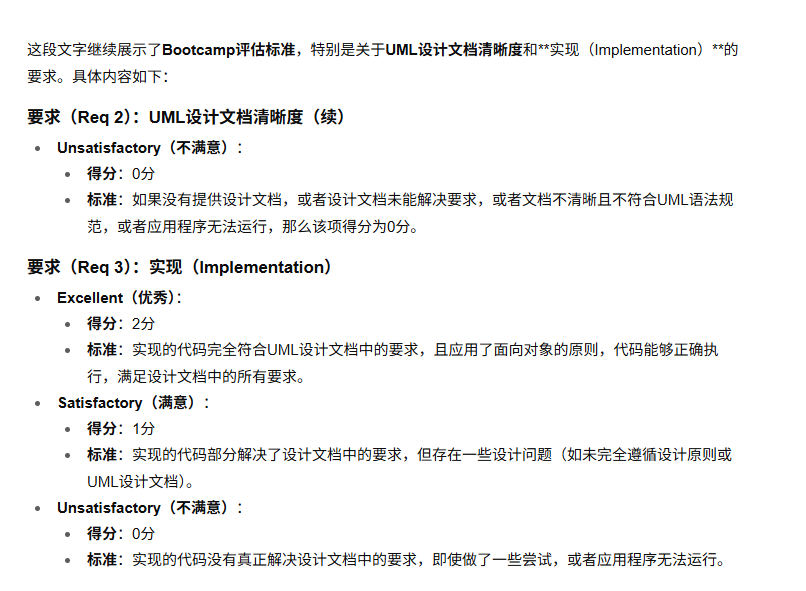 这段文字继续展示了Bootcamp评估标准，特别是关于UML设计文档清晰度和**实现（Implementation）**的
要求。具体内容如下：
要求（Req 2）：UML设计文档清晰度（续）
Unsatisfactory（不满意）：
得分：0分
标准：如果没有提供设计文档，或者设计文档未能解决要求，或者文档不清晰且不符合UML语法规
范，或者应用程序无法运行，那么该项得分为0分。
要求（Req 3）：实现（Implementation）
Excellent（优秀）：
得分：2分
标准：实现的代码完全符合UML设计文档中的要求，且应用了面向对象的原则，代码能够正确执
行，满足设计文档中的所有要求。
Satisfactory（满意）：
得分：1分
标准：实现的代码部分解决了设计文档中的要求，但存在一些设计问题（如未完全遵循设计原则或
UML设计文档）。
Unsatisfactory（不满意）：
得分：0分
标准：实现的代码没有真正解决设计文档中的要求，即使做了一些尝试，或者应用程序无法运行。